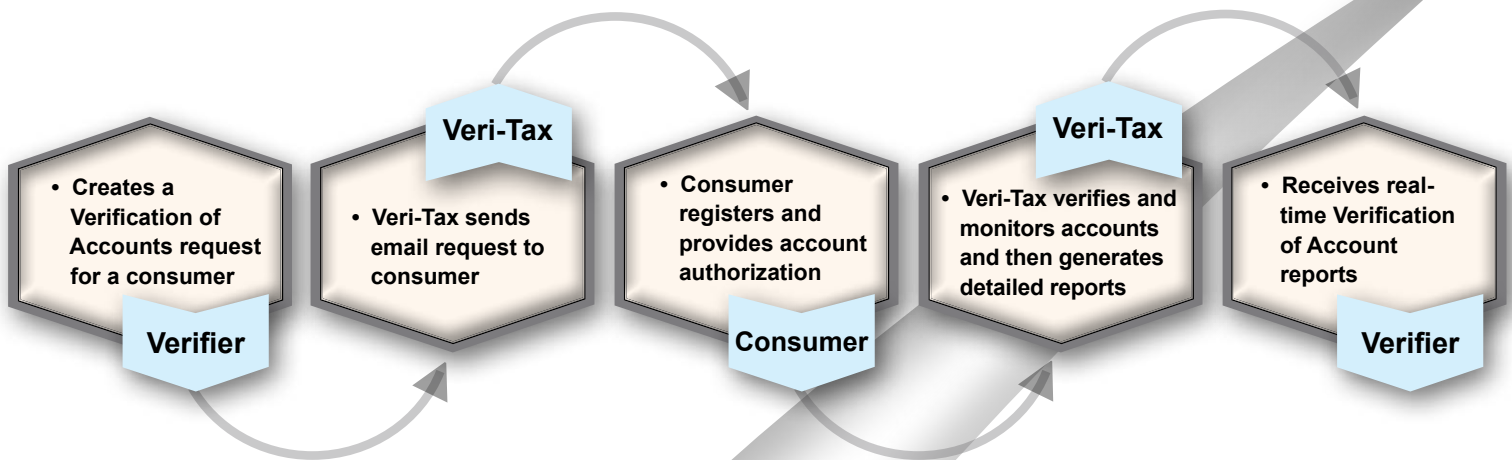 • Creates a
Verification of
Accounts request
for a consumer
Verifier
Veri-Tax
• Veri-Tax sends
email request to
consumer
• Consumer
registers and
provides account
authorization
Consumer
Veri-Tax
• Veri-Tax verifies and
monitors accounts
and then generates
detailed reports
• Receives real-
time Verification
of Account
reports
Verifier